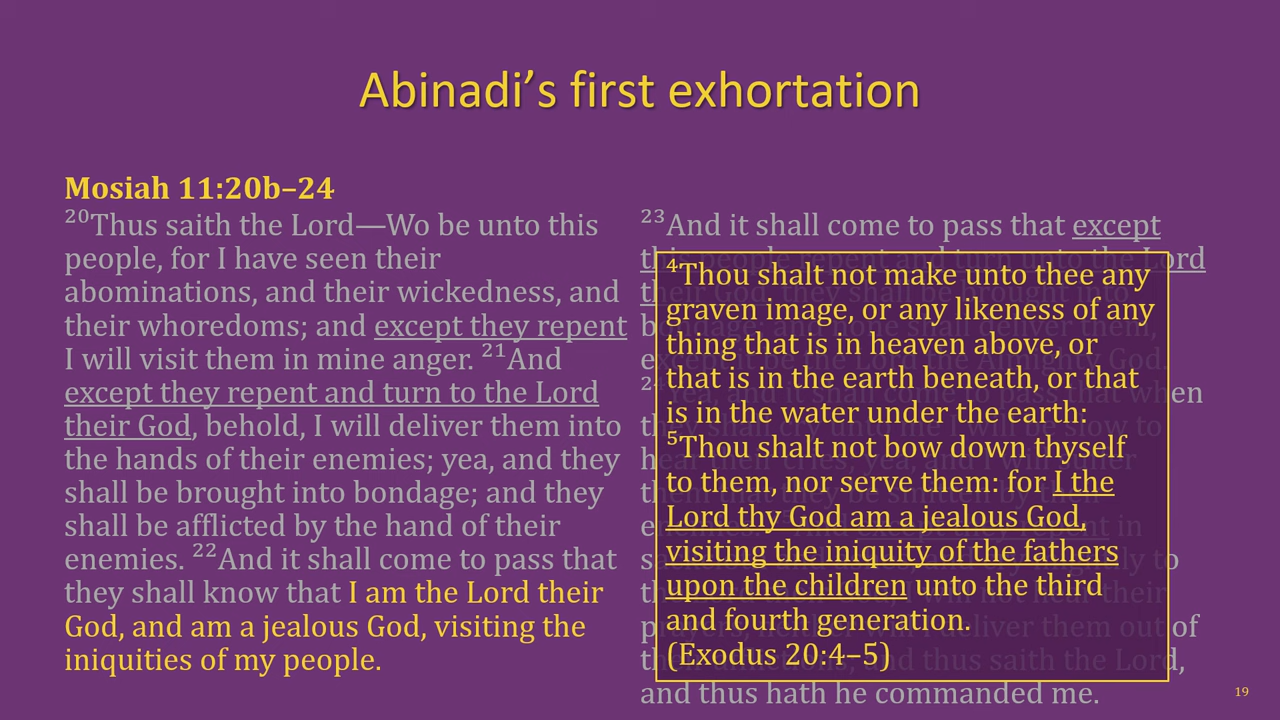 Abinadi’s first exhortation
Mosiah 11:20b–24
²⁰Thus saith the Lord—Wo be unto this
people, for I have seen their
abominations, and their wickedness, and
their whoredoms; and except they repent
I will visit them in mine anger. ²¹And
except they repent and turn to the Lord
their God, behold, I will deliver them into
the hands of their enemies; yea, and they
shall be brought into bondage; and they
shall be afflicted by the hand of their
enemies. ²²And it shall come to pass that
they shall know that I am the Lord their
God, and am a jealous God, visiting the
iniquities of my people.
²³And it shall come to pass that except
⁴Thou shalt not make unto thee any
graven image, or any likeness of any
thing that is in heaven above, or
that is in the earth beneath, or that
is in the water under the earth:
⁵Thou shalt not bow down thyself
to them, nor serve them: for I the
Lord thy God am a jealous God,
visiting the iniquity of the fathers
upon the children unto the third
and fourth generation.
(Exodus 20:4–5)
and thus hath he commanded me.
19